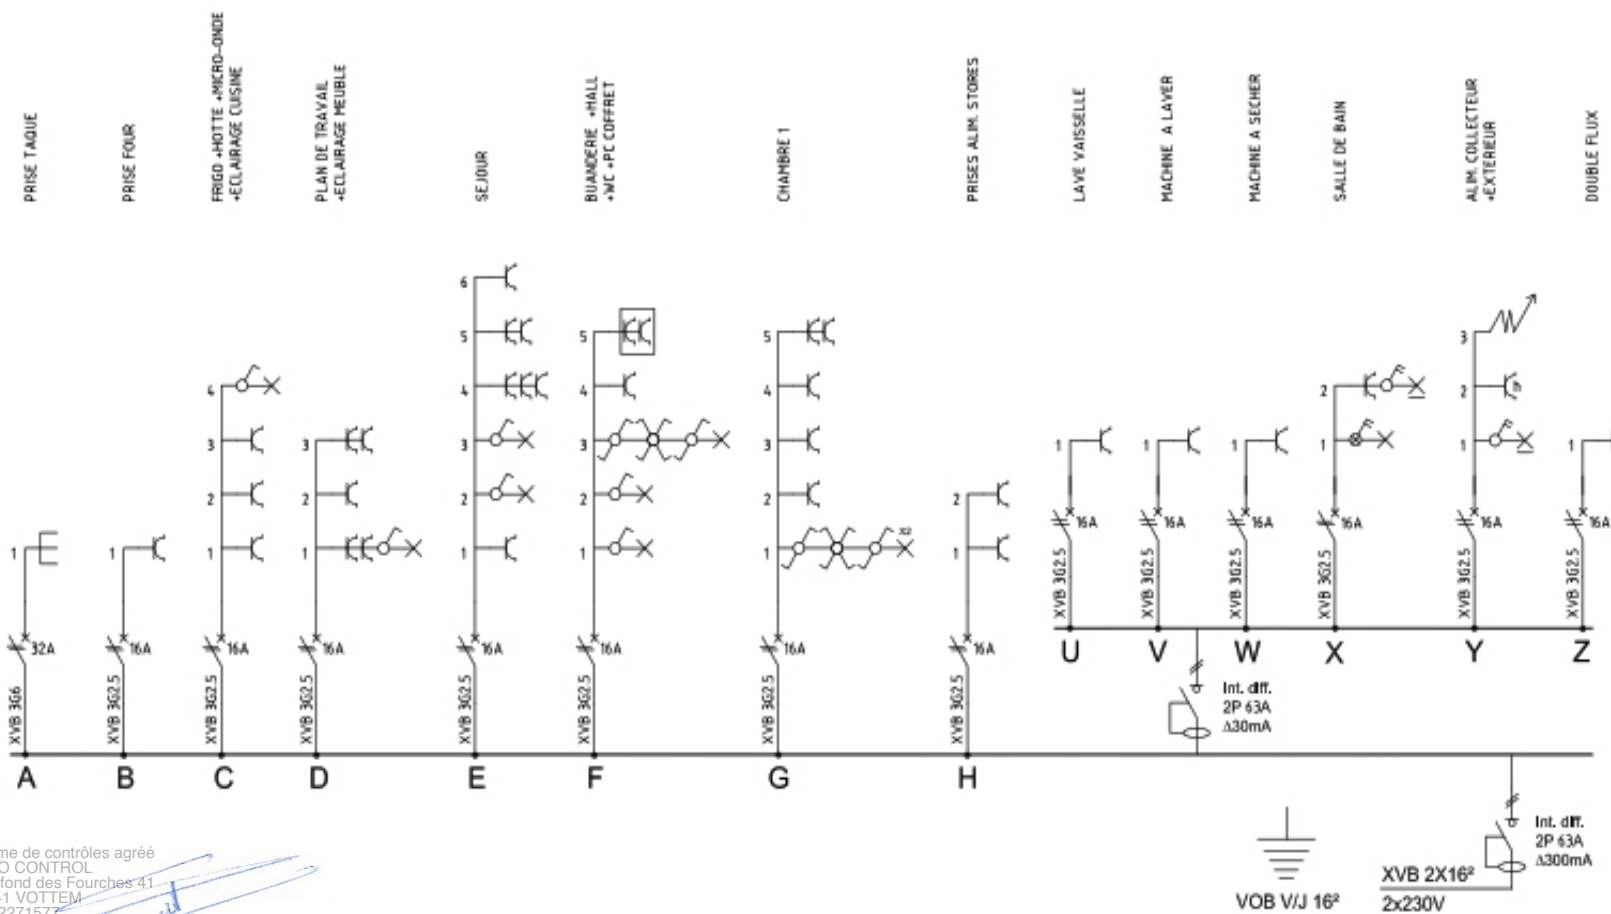 PRISE TAQUE
PRISE FOUR
FRIGO +HOTTE +MICRO-ONDE
+ECLAIRAGE CUISINE
PLAN DE TRAVAIL
+ECLAIRAGE MEUBLE
SEJOUR
BUANDERIE +HALL
+WC +PC COFFRET
CHAMBRE 1
PRISES ALIM. STORES
LAVE VAISSELLE
MACHINE A LAVER
MACHINE A SECHER
SALLE DE BAIN
ALIM. COLLECTEUR
+EXTERIEUR
DOUBLE FLUX
1
32A
XVB 3G6
A
1
16A
XVB 3G2.5
B
4
3
2
1
16A
XVB 3G2.5
C
3
2
1
16A
XVB 3G2.5
D
6
5
4
3
2
1
16A
XVB 3G2.5
E
5
4
3
2
1
16A
XVB 3G2.5
F
5
4
3
2
1
X2
16A
XVB 3G2.5
G
2
1
16A
XVB 3G2.5
H
1
16A
XVB 3G2.5
U
1
16A
XVB 3G2.5
V
1
16A
XVB 3G2.5
W
2
1
16A
XVB 3G2.5
X
3
2
1
16A
XVB 3G2.5
Y
1
16A
XVB 3G2.5
Z
Int. diff.
2P 63A
Δ30mA
Int. diff.
2P 63A
Δ300mA
VOB V/J 16²
XVB 2X16²
2x230V
me de contrôles agréé
O CONTROL
fond des Fourches 41
1 VOTTEM